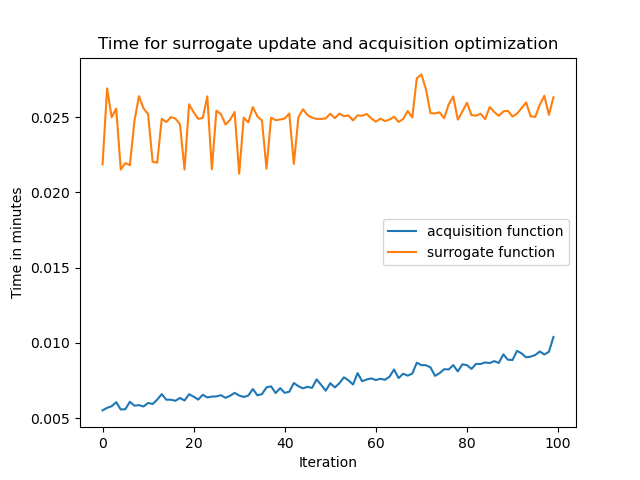 Time for surrogate update and acquisition optimization
0.025
0.020
0.015
0.010
0.005
Time in minutes
acquisition function
surrogate function
0 20 40 60 80 100
Iteration